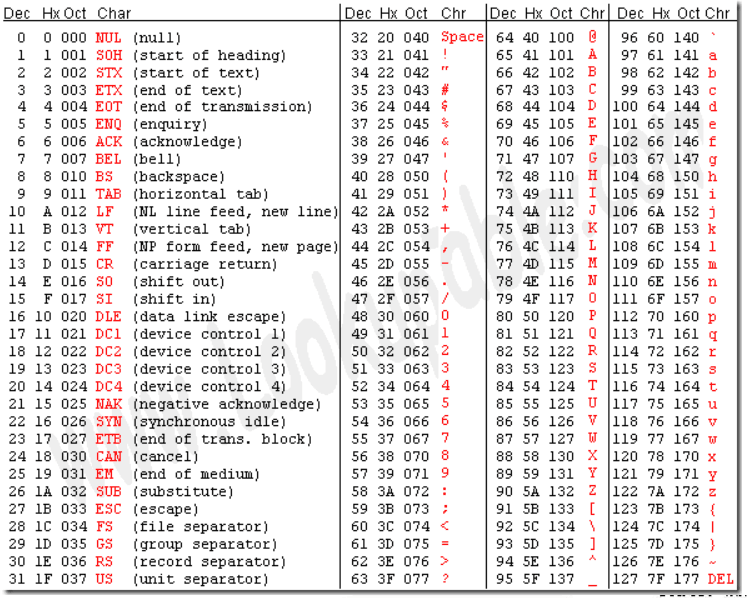 Dec Hx Oct Char Dec Hx Oct Chr Dec Hx Oct Chr Dec Hx Oct Chr
0 0 000 NUL (null) 32 20 040 Space 64 40 100 @ 96 60 140 `
1 1 001 SOH (start of heading) 33 21 041 ! 65 41 101 A 97 61 141 a
2 2 002 STX (start of text) 34 22 042 " 66 42 102 B 98 62 142 b
3 3 003 ETX (end of text) 35 23 043 # 67 43 103 C 99 63 143 c
4 4 004 EOT (end of transmission) 36 24 044 $ 68 44 104 D 100 64 144 d
5 5 005 ENQ (enquiry) 37 25 045 % 69 45 105 E 101 65 145 e
6 6 006 ACK (acknowledge) 38 26 046 & 70 46 106 F 102 66 146 f
7 7 007 BEL (bell) 39 27 047 ' 71 47 107 G 103 67 147 g
8 8 010 BS (backspace) 40 28 050 ( 72 48 110 H 104 68 150 h
9 9 011 TAB (horizontal tab) 41 29 051 ) 73 49 111 I 105 69 151 i
10 A 012 LF (NL line feed, new line) 42 2A 052 * 74 4A 112 J 106 6A 152 j
11 B 013 VT (vertical tab) 43 2B 053 + 75 4B 113 K 107 6B 153 k
12 C 014 FF (NP form feed, new page) 44 2C 054 , 76 4C 114 L 108 6C 154 l
13 D 015 CR (carriage return) 45 2D 055 - 77 4D 115 M 109 6D 155 m
14 E 016 SO (shift out) 46 2E 056 . 78 4E 116 N 110 6E 156 n
15 F 017 SI (shift in) 47 2F 057 / 79 4F 117 O 111 6F 157 o
16 10 020 DLE (data link escape) 48 30 060 0 80 50 120 P 112 70 160 p
17 11 021 DC1 (device control 1) 49 31 061 1 81 51 121 Q 113 71 161 q
18 12 022 DC2 (device control 2) 50 32 062 2 82 52 122 R 114 72 162 r
19 13 023 DC3 (device control 3) 51 33 063 3 83 53 123 S 115 73 163 s
20 14 024 DC4 (device control 4) 52 34 064 4 84 54 124 T 116 74 164 t
21 15 025 NAK (negative acknowledge) 53 35 065 5 85 55 125 U 117 75 165 u
22 16 026 SYN (synchronous idle) 54 36 066 6 86 56 126 V 118 76 166 v
23 17 027 ETB (end of trans. block) 55 37 067 7 87 57 127 W 119 77 167 w
24 18 030 CAN (cancel) 56 38 070 8 88 58 130 X 120 78 170 x
25 19 031 EM (end of medium) 57 39 071 9 89 59 131 Y 121 79 171 y
26 1A 032 SUB (substitute) 58 3A 072 : 90 5A 132 Z 122 7A 172 z
27 1B 033 ESC (escape) 59 3B 073 ; 91 5B 133 [ 123 7B 173 {
28 1C 034 FS (file separator) 60 3C 074 < 92 5C 134 \ 124 7C 174 |
29 1D 035 GS (group separator) 61 3D 075 = 93 5D 135 ] 125 7D 175 }
30 1E 036 RS (record separator) 62 3E 076 > 94 5E 136 ^ 126 7E 176 ~
31 1F 037 US (unit separator) 63 3F 077 ? 95 5F 137 _ 127 7F 177 DEL